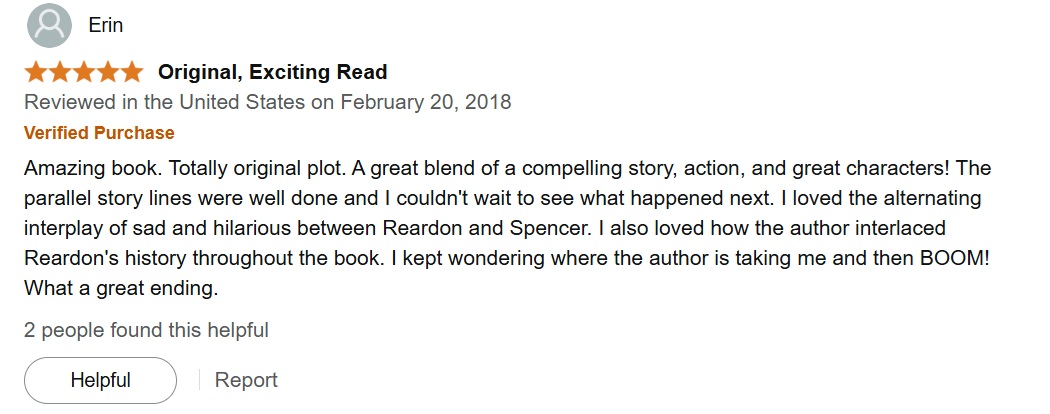 Erin
Original, Exciting Read
Reviewed in the United States on February 20, 2018
Verified Purchase
Amazing book. Totally original plot. A great blend of a compelling story, action, and great characters! The
parallel story lines were well done and I couldn't wait to see what happened next. I loved the alternating
interplay of sad and hilarious between Reardon and Spencer. I also loved how the author interlaced
Reardon's history throughout the book. I kept wondering where the author is taking me and then BOOM!
What a great ending.
2 people found this helpful
Helpful
Report